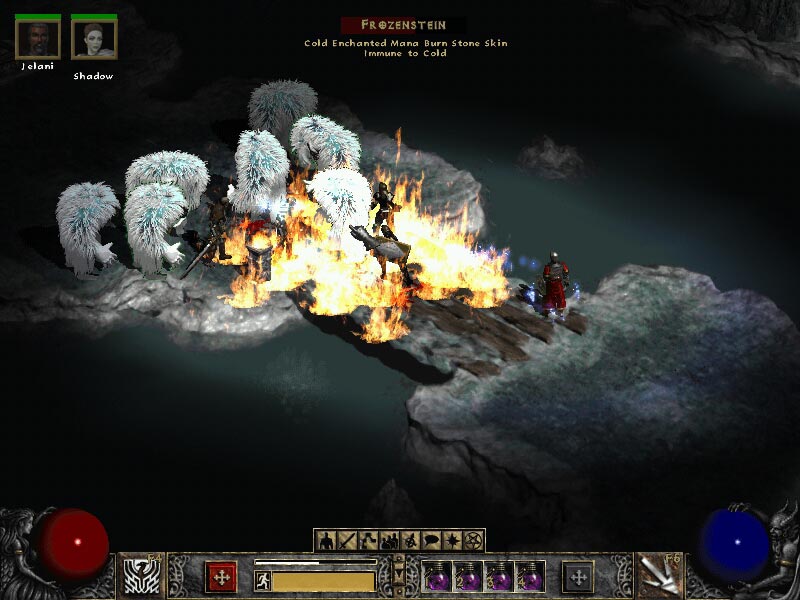 Frozenstein
Cold Enchanted Mana Burn Stone Skin
Immune to Cold
Jelani
Shadow